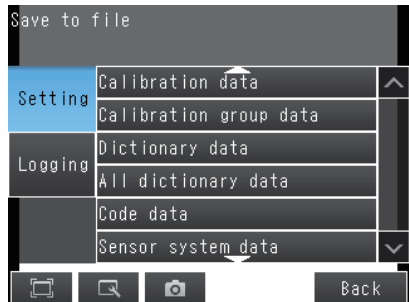 Save to file
Setting
Calibration data
Calibration group data
Logging
Dictionary data
All dictionary data
Code data
Sensor system data
Back